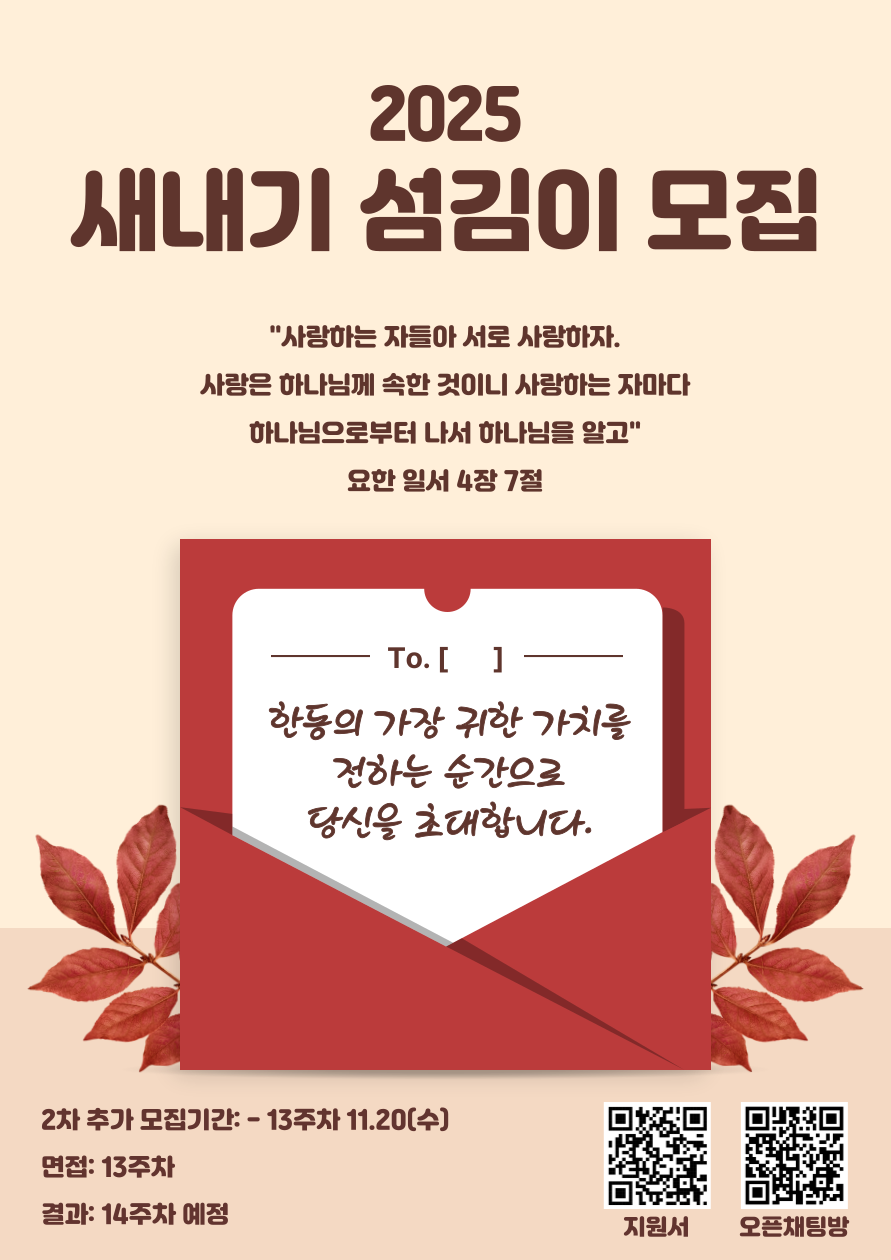 2025
새내기 섬김이 모집
"사랑하는 자들아 서로 사랑하자.
사랑은 하나님께 속한 것이니 사랑하는 자마다
하나님으로부터 나서 하나님을 알고"
요한 일서 4장 7절
To. [ ]
한동의 가장 귀한 가치를
전하는 순간으로
당신을 초대합니다.
2차 추가 모집기간: - 13주차 11.20(수)
면접: 13주차
결과: 14주차 예정
지원서
오픈채팅방